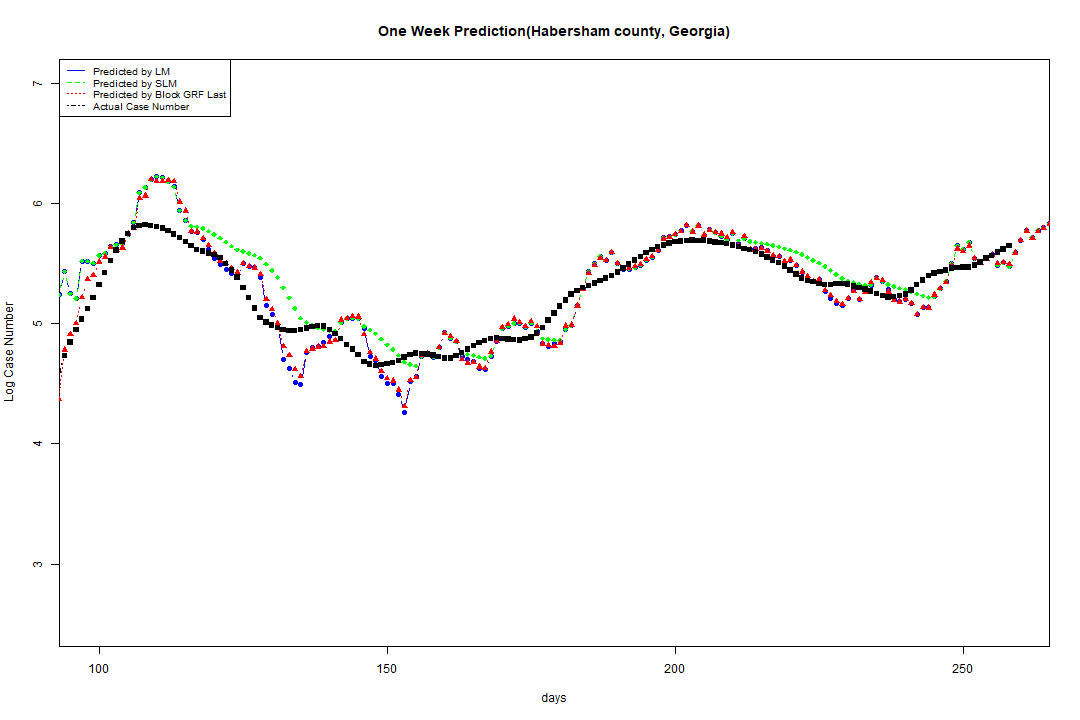 One Week Prediction(Habersham county, Georgia)
Predicted by LM
Predicted by SLM
Predicted by Block GRF Last
Actual Case Number
7
6
5
4
3
Log Case Number
100 150 200 250
days